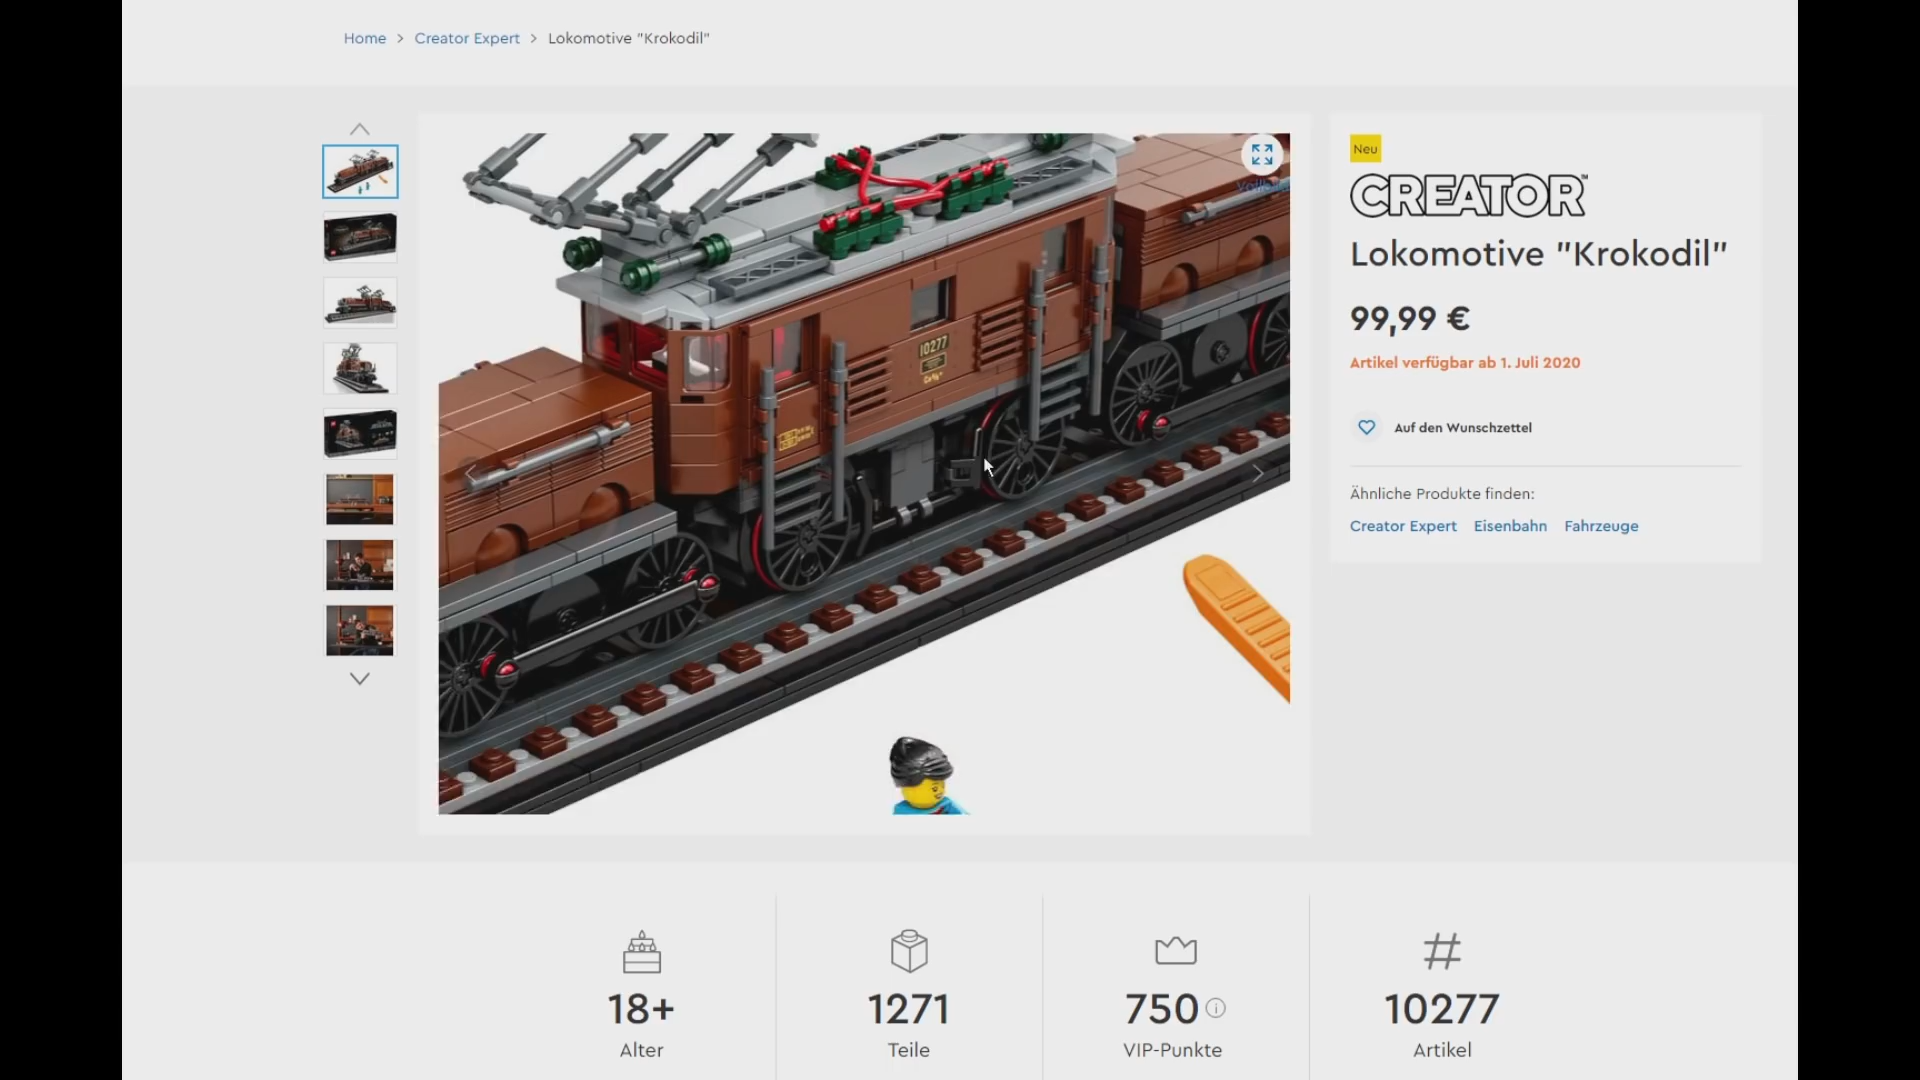 Home > Creator Expert > Lokomotive "Krokodil"
Neu
CREATOR™
Lokomotive "Krokodil"
99,99 €
Artikel verfügbar ab 1. Juli 2020
Auf den Wunschzettel
Ähnliche Produkte finden:
Creator Expert Eisenbahn Fahrzeuge
10277
18+
Alter
1271
Teile
750
VIP-Punkte
10277
Artikel